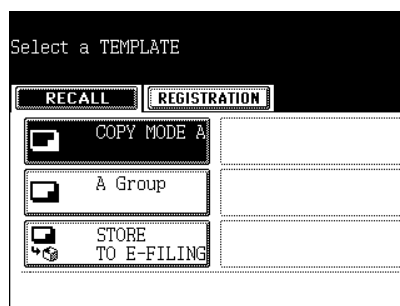 Select a TEMPLATE
RECALL REGISTRATION
COPY MODE A
A Group
STORE
TO E-FILING